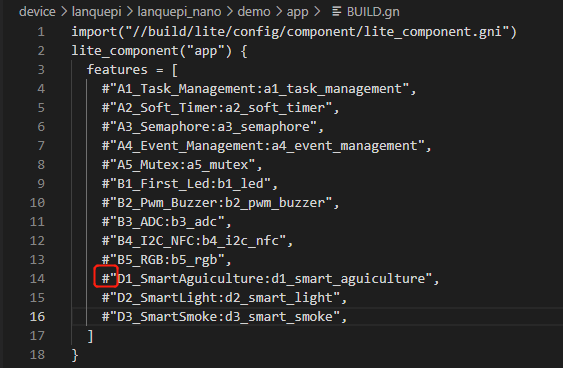 device > lanquepi > lanquepi_nano > demo > app > BUILD.gn
1 import("//build/lite/config/component/lite_component.gni")
2 lite_component("app") {
3 features = [
4 #"A1_Task_Management:a1_task_management",
5 #"A2_Soft_Timer:a2_soft_timer",
6 #"A3_Semaphore:a3_semaphore",
7 #"A4_Event_Management:a4_event_management",
8 #"A5_Mutex:a5_mutex",
9 #"B1_First_Led:b1_led",
10 #"B2_Pwm_Buzzer:b2_pwm_buzzer",
11 #"B3_ADC:b3_adc",
12 #"B4_I2C_NFC:b4_i2c_nfc",
13 #"B5_RGB:b5_rgb",
14 #"D1_SmartAguiculture:d1_smart_aguiculture",
15 #"D2_SmartLight:d2_smart_light",
16 #"D3_SmartSmoke:d3_smart_smoke",
17 ]
18 }